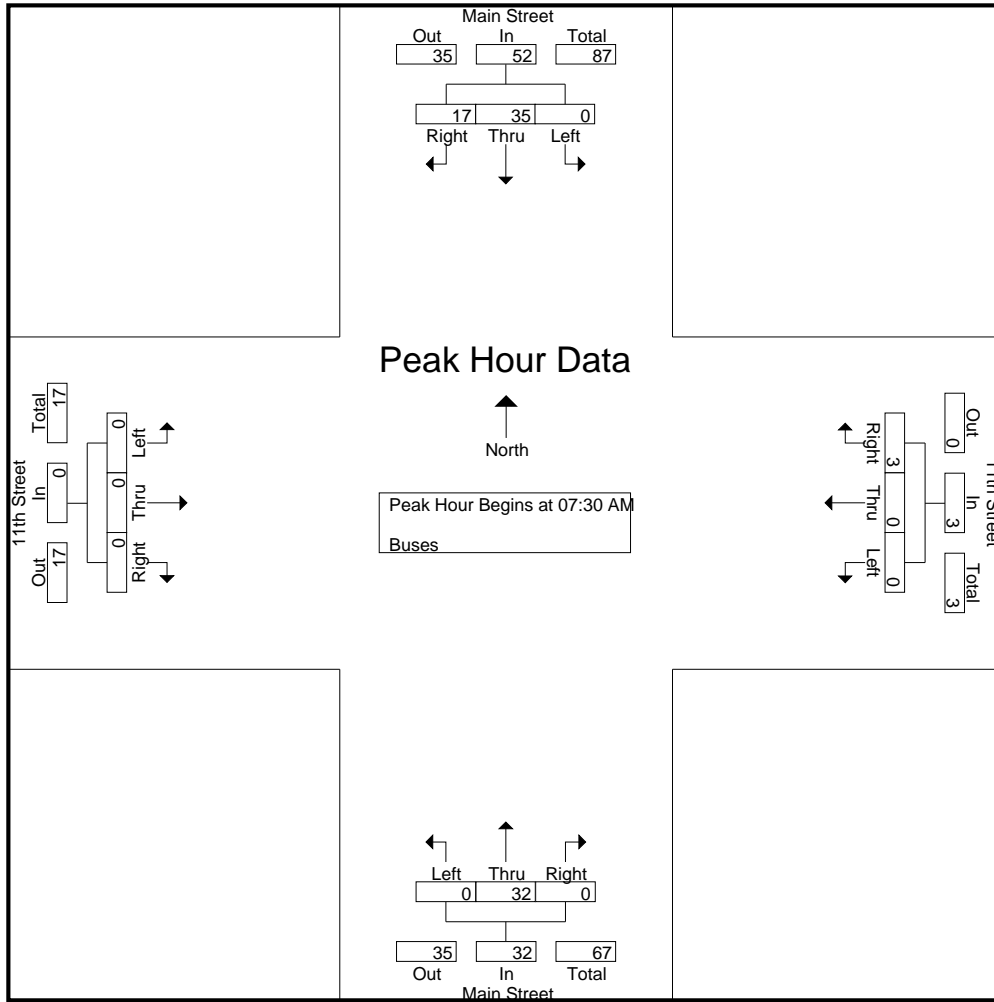 Main Street
Out In Total
35 52 87
17 35 0
Right Thru Left
Peak Hour Data
North
Peak Hour Begins at 07:30 AM
Buses
11th Street
Out In Total
17 0 17
Right Thru Left
0 0 0
11th Street
Out In Total
0 3 3
Right Thru Left
3 0 0
Left Thru Right
0 32 0
35 32 67
Out In Total
Main Street